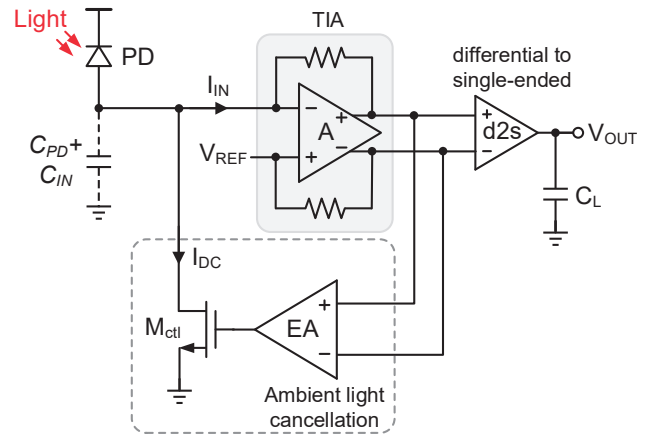 Light
PD
TIA
I_IN
−
+
A
+
−
V_REF
C_PD+
C_IN
differential to
single-ended
+
−
d2s
V_OUT
C_L
I_DC
M_ctl
EA
+
−
Ambient light
cancellation